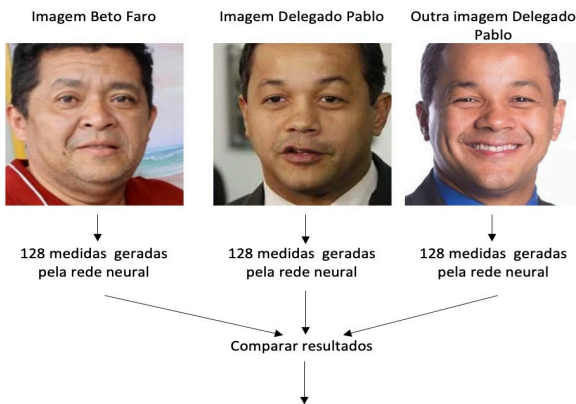 Imagem Beto Faro
Imagem Delegado Pablo
Outra imagem Delegado
Pablo
128 medidas geradas
pela rede neural
128 medidas geradas
pela rede neural
128 medidas geradas
pela rede neural
Comparar resultados